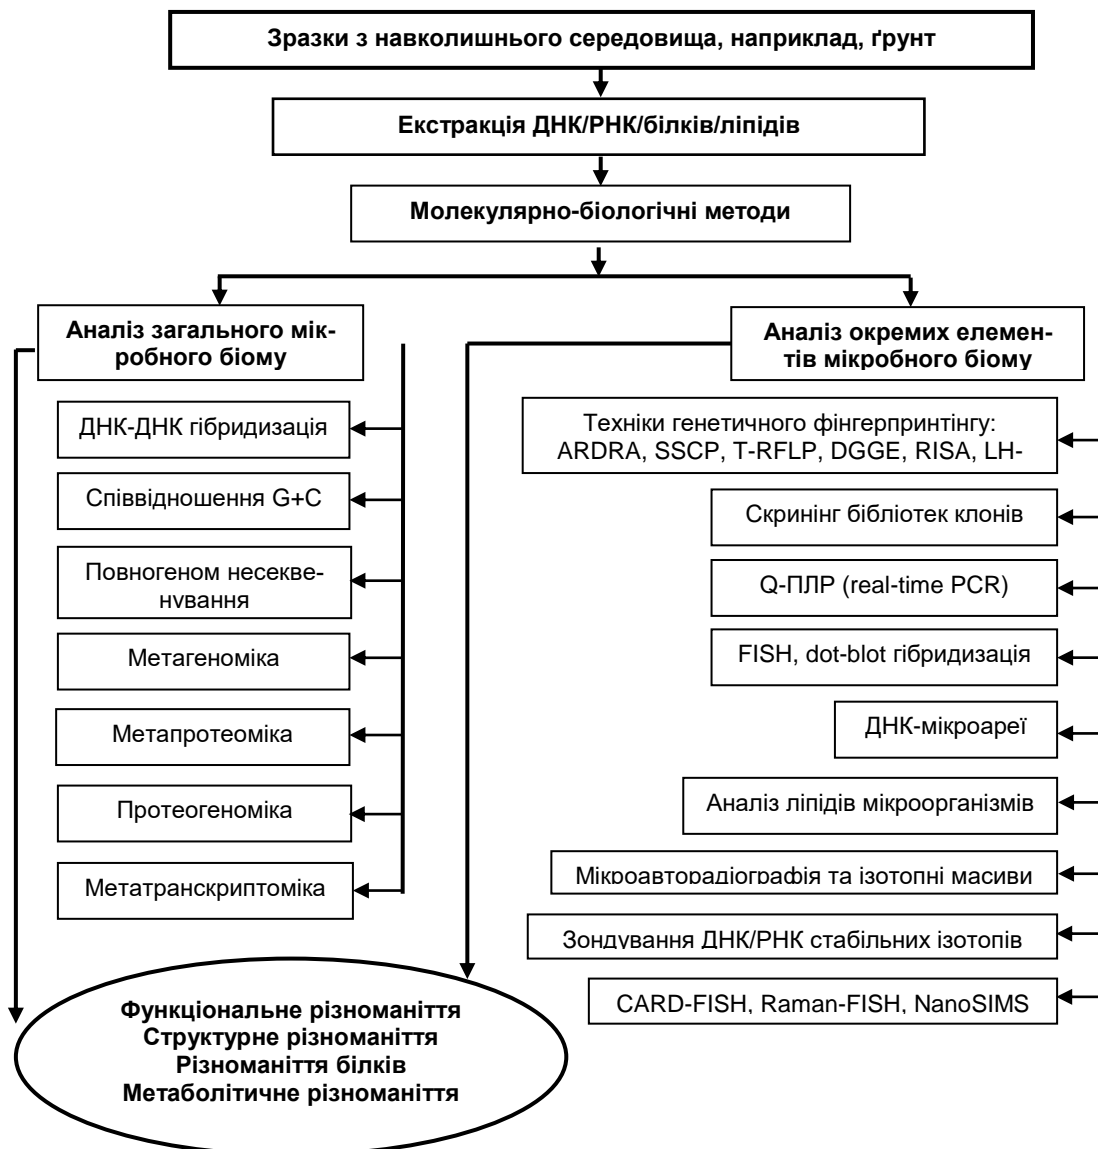 Зразки з навколишнього середовища, наприклад, ґрунт
Екстракція ДНК/РНК/білків/ліпідів
Молекулярно-біологічні методи
Аналіз загального мік-
робного біому
ДНК-ДНК гібридизація
Співвідношення G+C
Повногеном несекве-
нування
Метагеноміка
Метапротеоміка
Протеогеноміка
Метатранскриптоміка
Аналіз окремих елемен-
тів мікробного біому
Техніки генетичного фінгерпринтінгу:
ARDRA, SSCP, T-RFLP, DGGE, RISA, LH-
Скринінг бібліотек клонів
Q-ПЛР (real-time PCR)
FISH, dot-blot гібридизація
ДНК-мікроареї
Аналіз ліпідів мікроорганізмів
Мікроавторадіографія та ізотопні масиви
Зондування ДНК/РНК стабільних ізотопів
CARD-FISH, Raman-FISH, NanoSIMS
Функціональне різноманіття
Структурне різноманіття
Різноманіття білків
Метаболітичне різноманіття